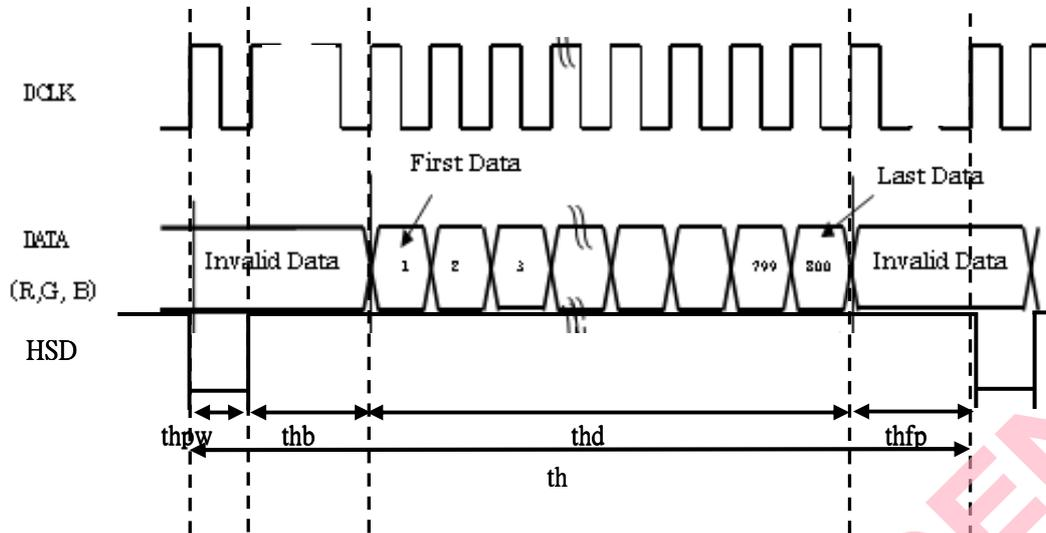 DCLK
First Data
Last Data
DATA
(R,G, B)
Invalid Data
1
2
3
799
800
Invalid Data
HSD
thpw
thb
thd
thfp
th